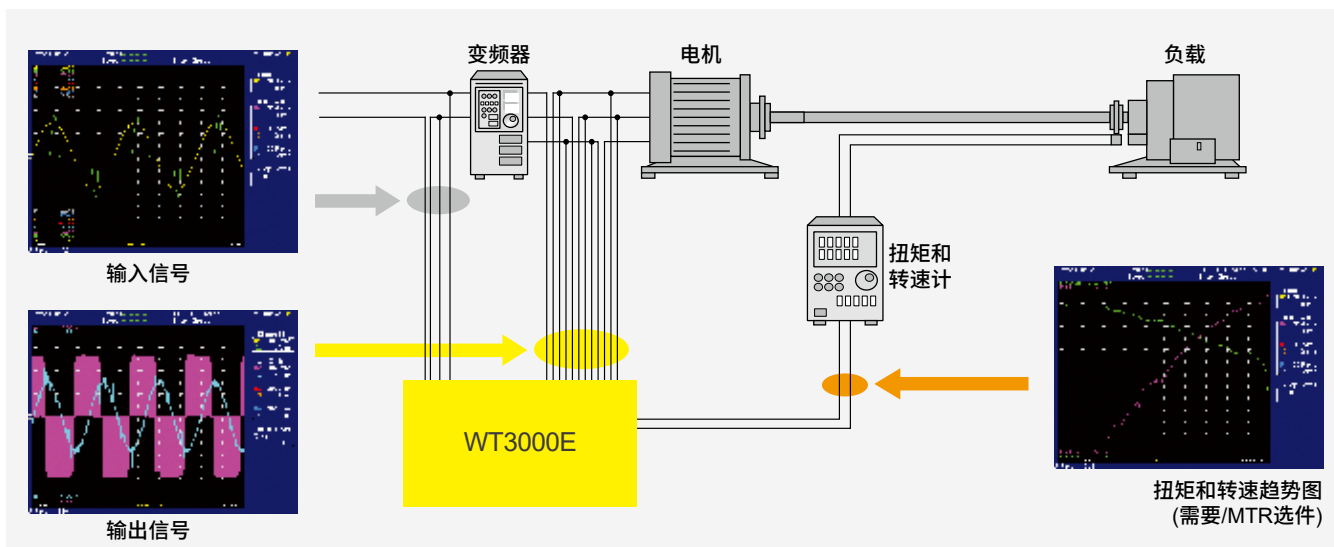 变频器
电机
负载
输入信号
扭矩和
转速计
WT3000E
输出信号
扭矩和转速趋势图
(需要/MTR选件)